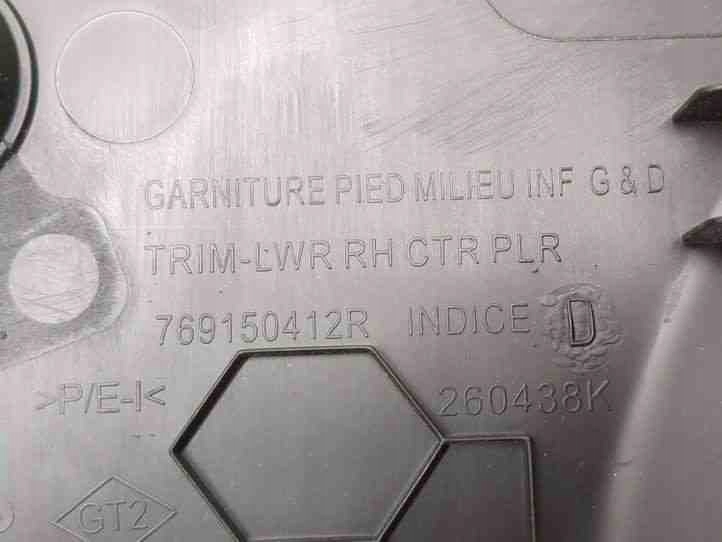 GARNITURE PIED MILIEU INF G & D
TRIM-LWR RH CTR PLR
769150412R INDICE D
>P/E-I< 260438K
GT2